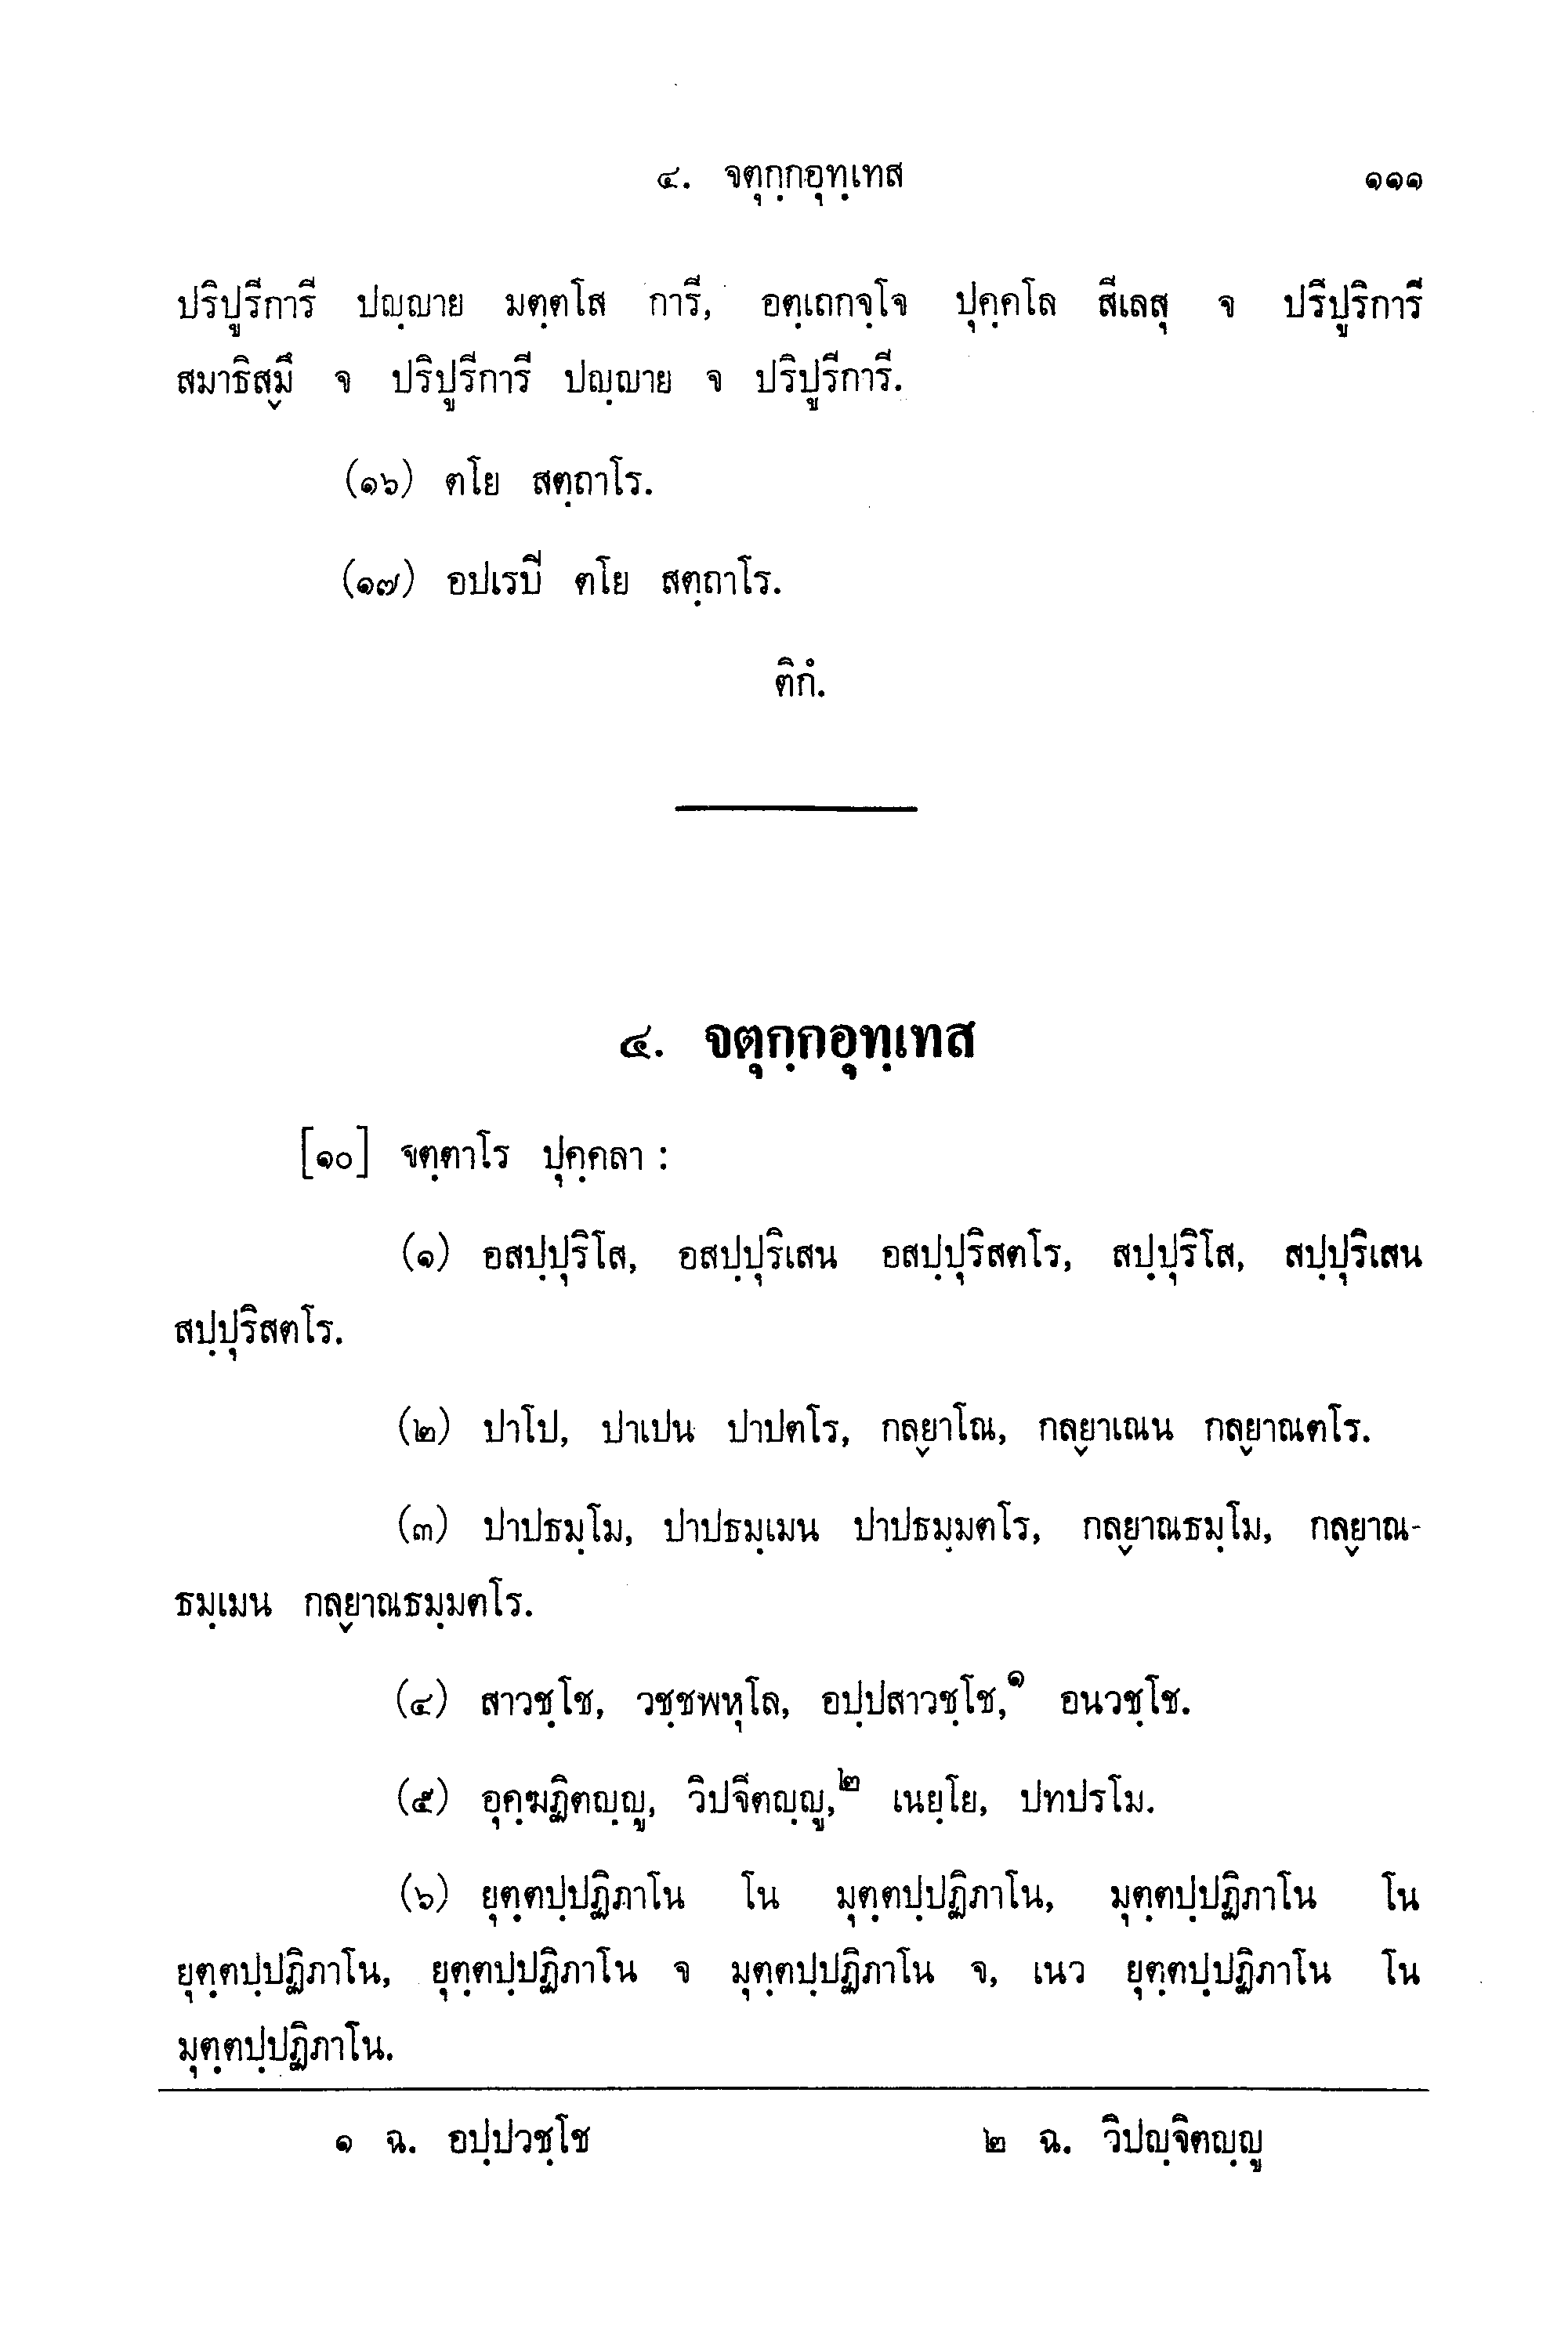 ๔. จตุกฺกอุทฺเทส ๑๑๑
ปริปูรีการี ปญฺญาย มตฺตโส การี, อตฺเถกจฺโจ ปุคฺคโล สีเลสุ จ ปรีปูริการี
สมาธิสฺมึ จ ปริปูรีการี ปญฺญาย จ ปริปูรีการี.
(๑๖) ตโย สตฺถาโร.
(๑๗) อปเรปี ตโย สตฺถาโร.
ติกํ.
๔. จตุกฺกอุทฺเทส
[๑๐] จตฺตาโร ปุคฺคลา :
(๑) อสปฺปุริโส, อสปฺปุริเสน อสปฺปุริสตโร, สปฺปุริโส, สปฺปุริเสน
สปฺปุริสตโร.
(๒) ปาโป, ปาเปน ปาปตโร, กลฺยาโณ, กลฺยาเณน กลฺยาณตโร.
(๓) ปาปธมฺโม, ปาปธมฺเมน ปาปธมฺมตโร, กลฺยาณธมฺโม, กลฺยาณ-
ธมฺเมน กลฺยาณธมฺมตโร.
(๔) สาวชฺโช, วชฺชพหุโล, อปฺปสาวชฺโช,๑ อนวชฺโช.
(๕) อุคฺฆฏิตญฺญู, วิปจิตญฺญู,๒ เนยฺโย, ปทปรโม.
(๖) ยุตฺตปฺปฏิภาโน โน มุตฺตปฺปฏิภาโน, มุตฺตปฺปฏิภาโน โน
ยุตฺตปฺปฏิภาโน, ยุตฺตปฺปฏิภาโน จ มุตฺตปฺปฏิภาโน จ, เนว ยุตฺตปฺปฏิภาโน โน
มุตฺตปฺปฏิภาโน.
๑ ฉ. อปฺปวชฺโช ๒ ฉ. วิปญฺจิตญฺญู